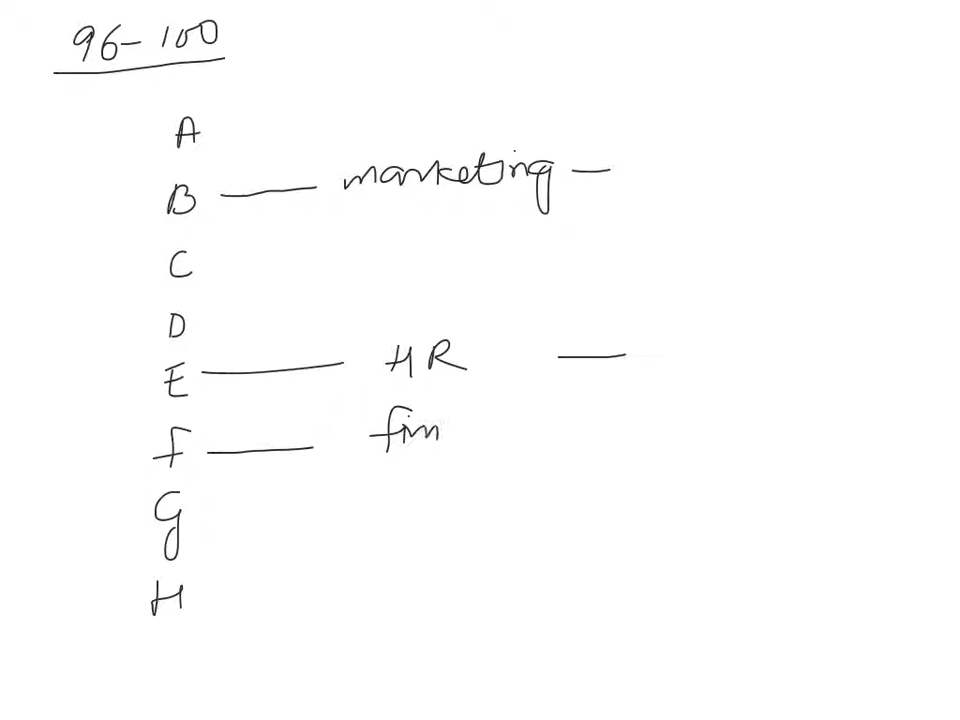 96- 100
A
B — marketing —
C
D
E — HR —
F — fin
G
H